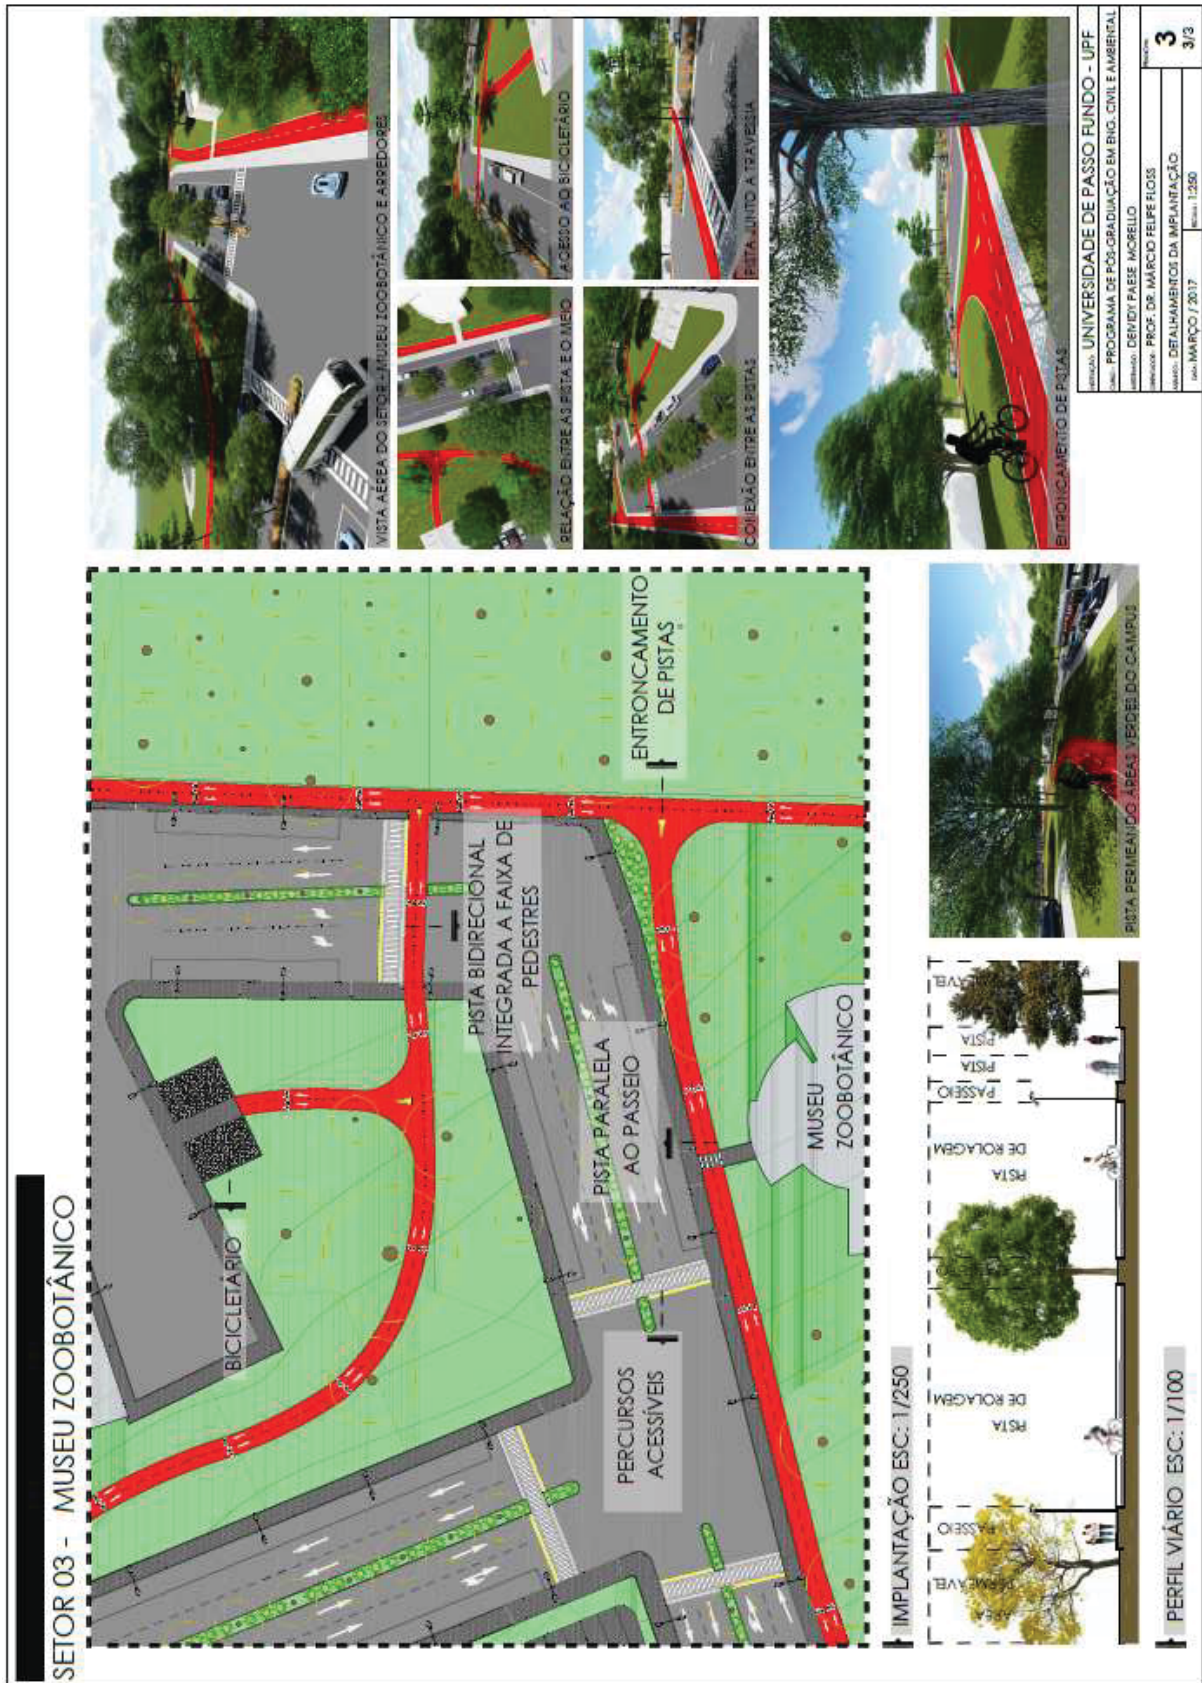 SETOR 03 - MUSEU ZOOBOTÂNICO
BICICLETÁRIO
PISTA BIDIRECIONAL
INTEGRADA A FAIXA DE
PEDESTRES
ENTRONCAMENTO
DE PISTAS
PISTA PARALELA
AO PASSEIO
PERCURSOS
ACESSÍVEIS
MUSEU
ZOOBOTÂNICO
IMPLANTAÇÃO ESC: 1/250
ÁREA
PERMEÁVEL
PASSEIO
PISTA
DE ROLAGEM
PISTA
DE ROLAGEM
PASSEIO
PISTA
PISTA
PERFIL VIÁRIO ESC: 1/100
PISTA PERMEANDO ÁREAS VERDES DO CAMPUS
VISTA AÉREA DO SETOR - MUSEU ZOOBOTÂNICO E ARREDORES
RELAÇÃO ENTRE AS PISTA E O MEIO
ACESSO AO BICICLETÁRIO
CONEXÃO ENTRE AS PISTAS
PISTA JUNTO A TRAVESSIA
ENTRONCAMENTO DE PISTAS
UNIVERSIDADE DE PASSO FUNDO - UPF
PROGRAMA DE PÓS-GRADUAÇÃO EM ENG. CIVIL E AMBIENTAL
DEIVIDY PAESE MORELLO
PROF. DR. MÁRCIO FELIPE FLOSS
DETALHAMENTOS DA IMPLANTAÇÃO
MARÇO / 2017
1:250
3
3/3